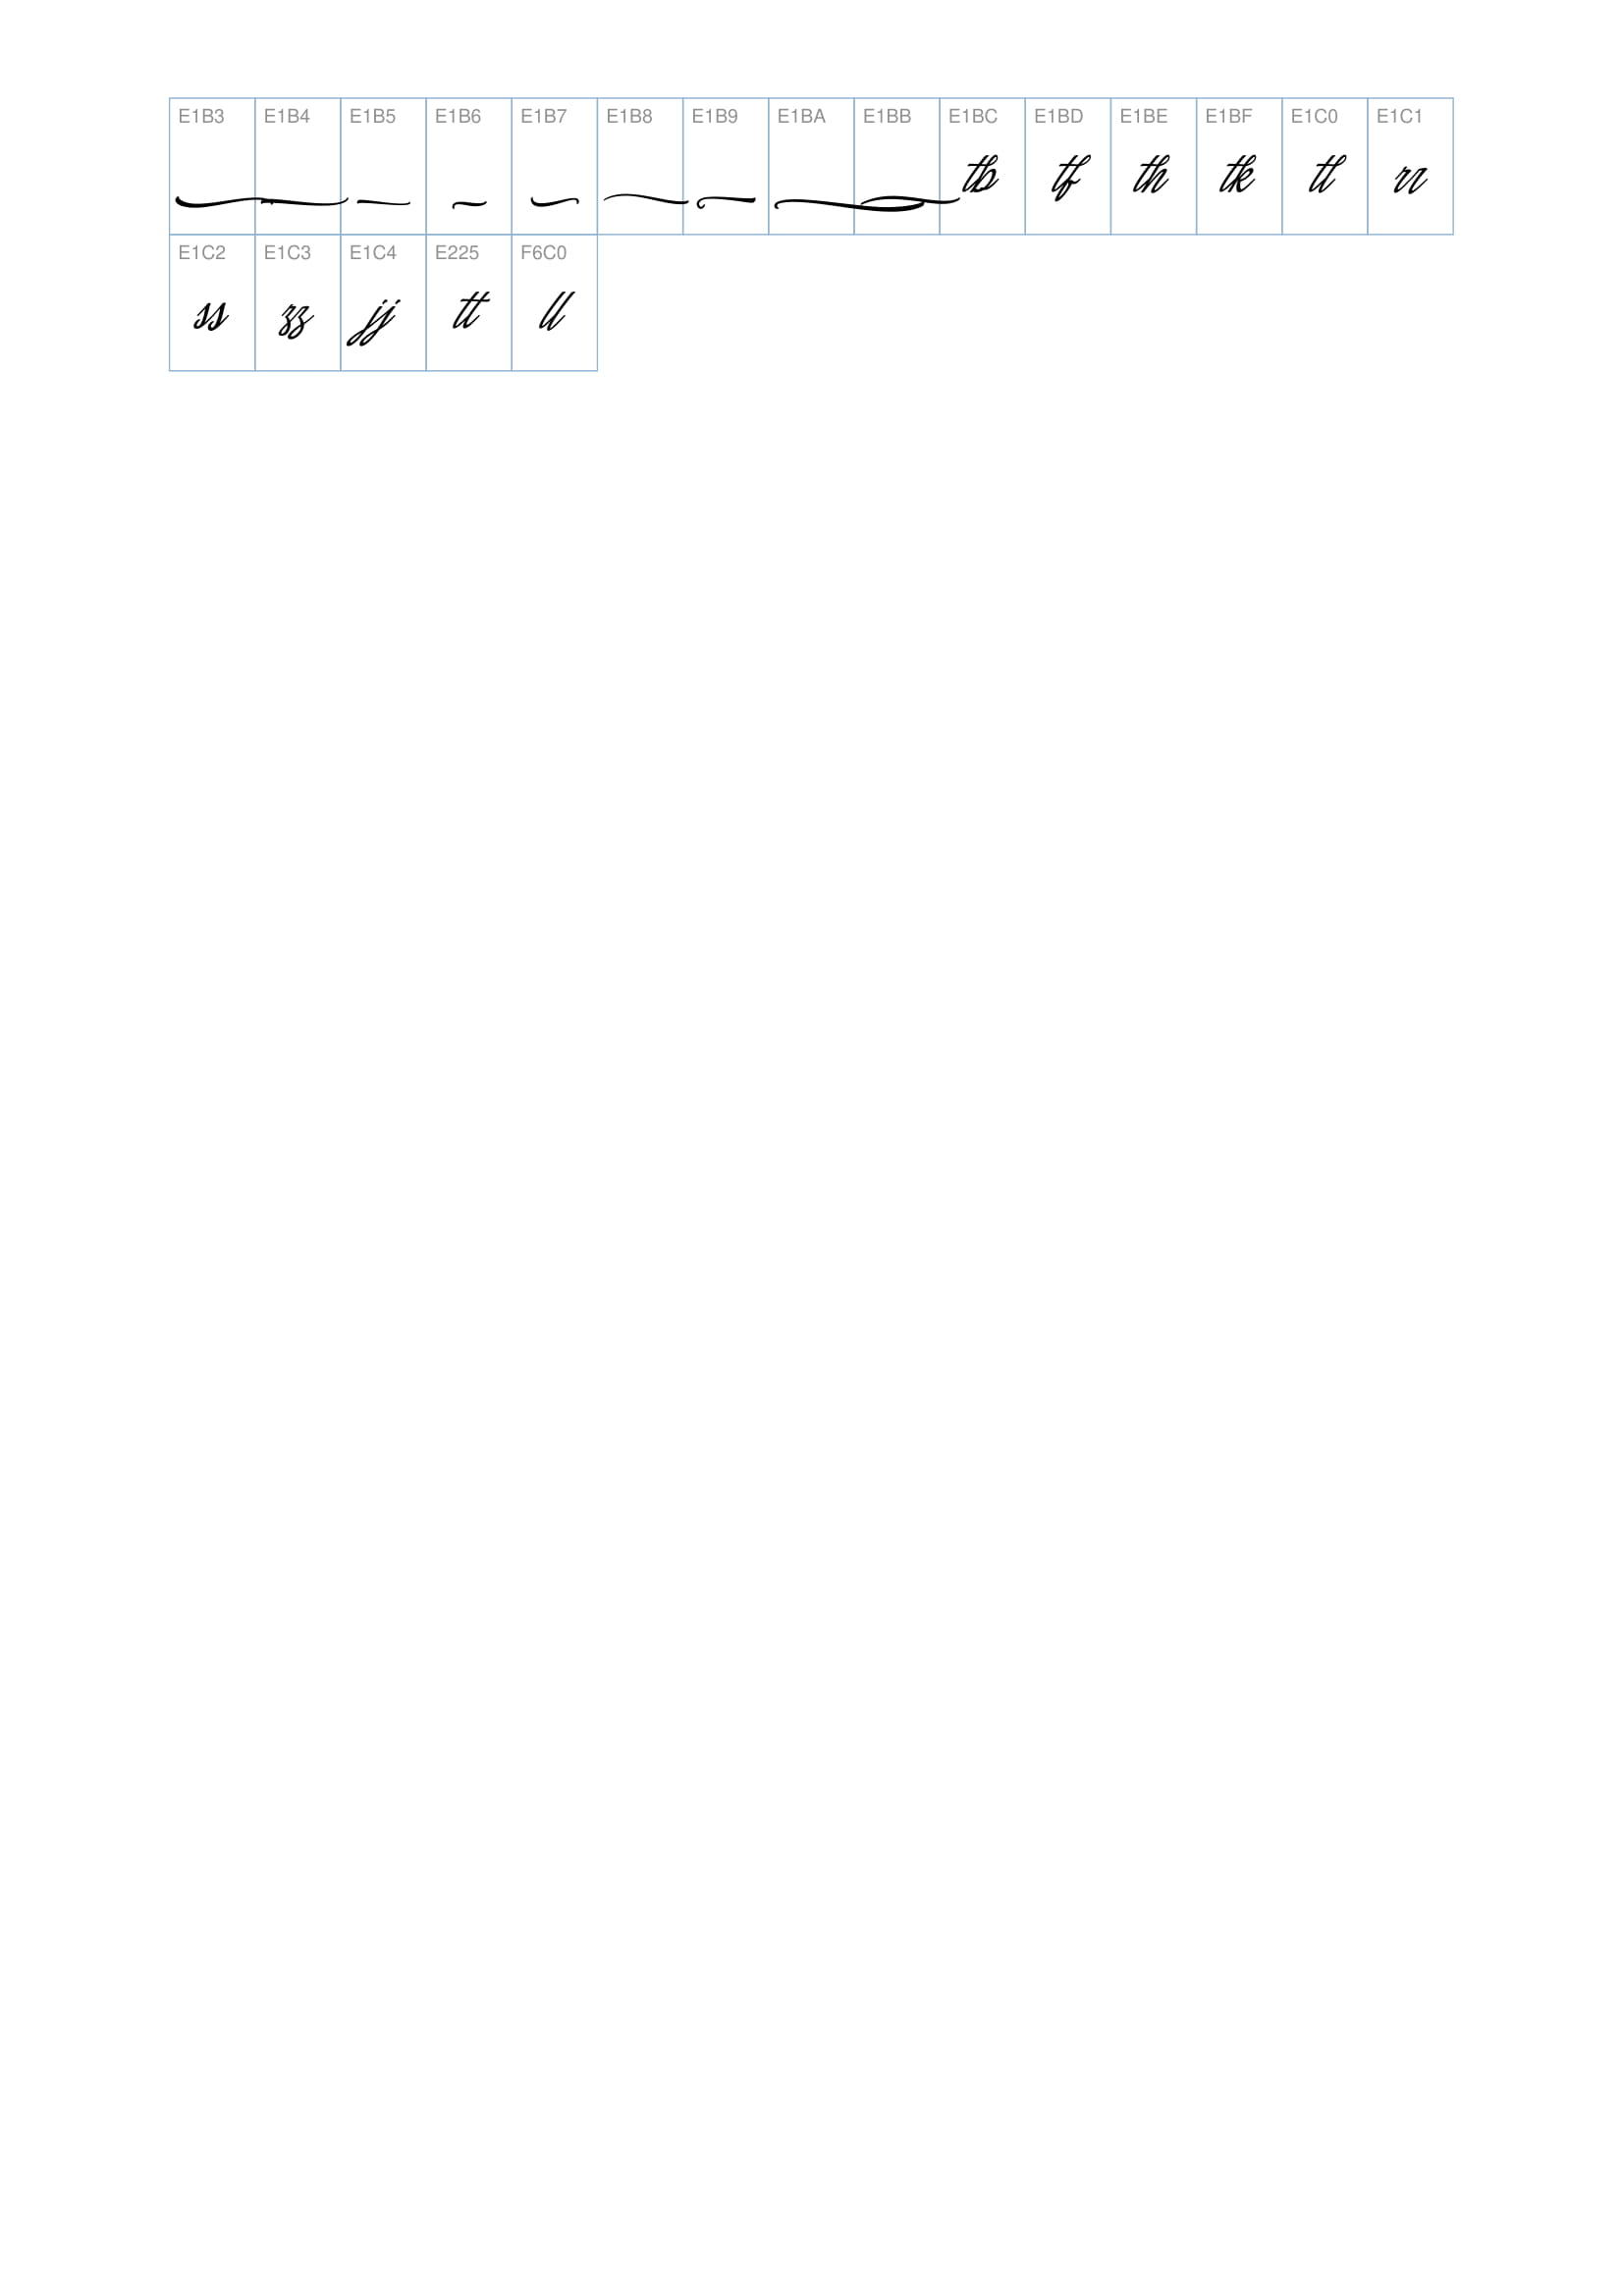 E1B3 E1B4 E1B5 E1B6 E1B7 E1B8 E1B9 E1BA E1BB E1BC E1BD E1BE E1BF E1C0 E1C1
tb tf th tk tl rr
E1C2 E1C3 E1C4 E225 F6C0
ss zz jj tt ll